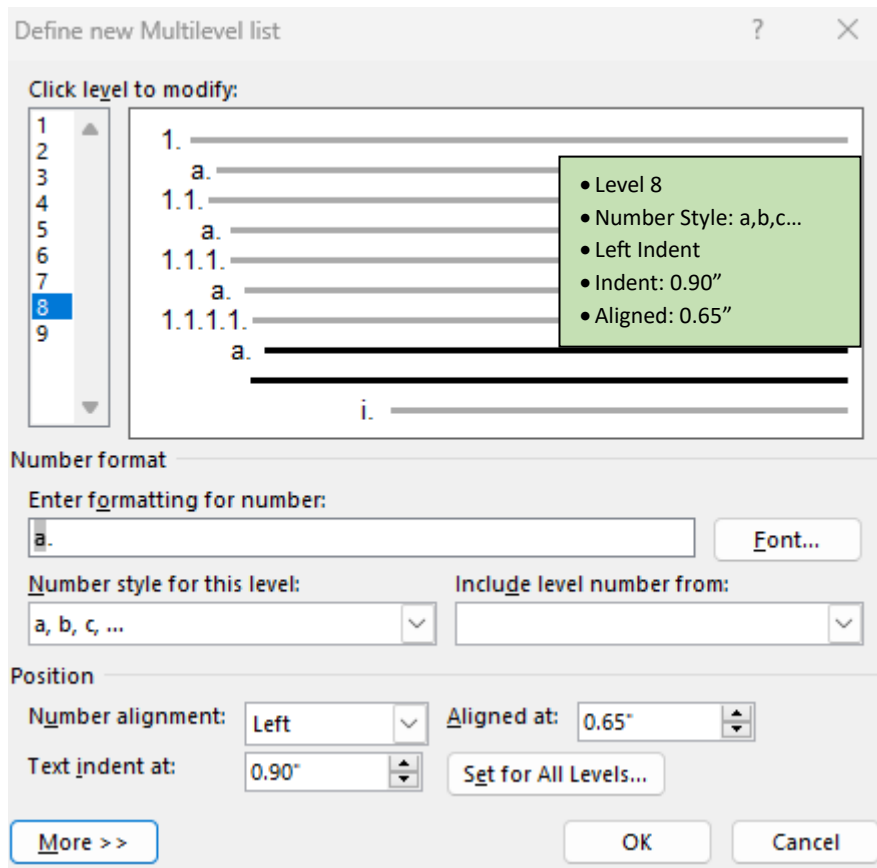 Define new Multilevel list ? ×
Click level to modify:
1
2
3
4
5
6
7
8
9
1.
a.
1.1.
a.
1.1.1.
a.
1.1.1.1.
a.
i.
• Level 8
• Number Style: a,b,c...
• Left Indent
• Indent: 0.90”
• Aligned: 0.65”
Number format
Enter formatting for number:
a.
Font...
Number style for this level: Include level number from:
a, b, c, ...
Position
Number alignment: Left Aligned at: 0.65"
Text indent at: 0.90" Set for All Levels...
More >> OK Cancel